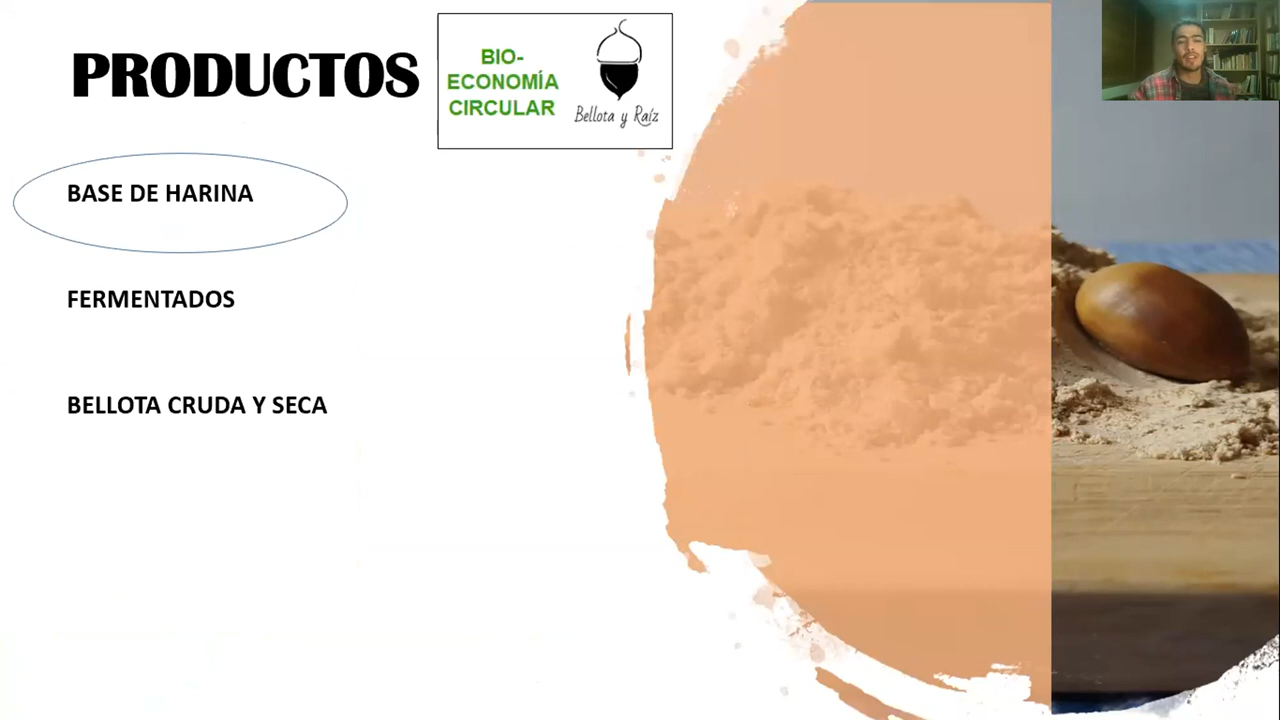 PRODUCTOS
BIO-
ECONOMÍA
CIRCULAR
Bellota y Raíz
BASE DE HARINA
FERMENTADOS
BELLOTA CRUDA Y SECA